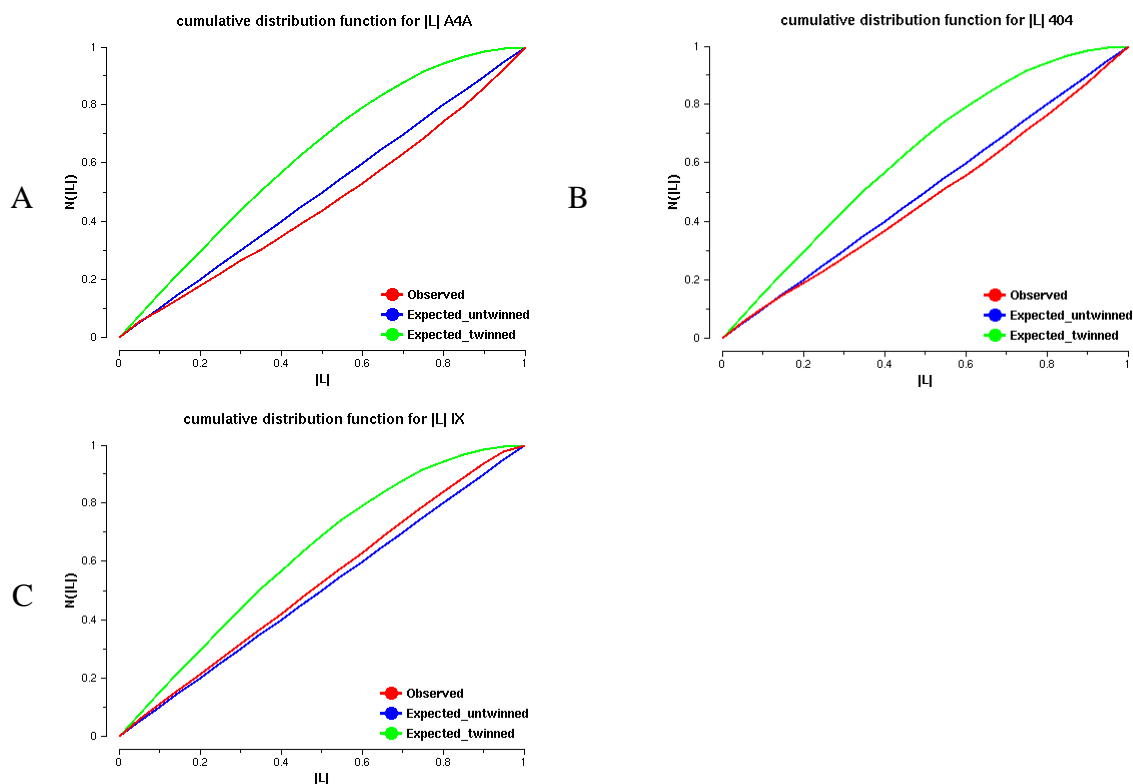 cumulative distribution function for |L| A4A
A
N(|L|)
1
0.8
0.6
0.4
0.2
0
Observed
Expected_untwinned
Expected_twinned
0 0.2 0.4 0.6 0.8 1
|L|
cumulative distribution function for |L| 404
B
N(|L|)
1
0.8
0.6
0.4
0.2
0
Observed
Expected_untwinned
Expected_twinned
0 0.2 0.4 0.6 0.8 1
|L|
cumulative distribution function for |L| IX
C
N(|L|)
1
0.8
0.6
0.4
0.2
0
Observed
Expected_untwinned
Expected_twinned
0 0.2 0.4 0.6 0.8 1
|L|